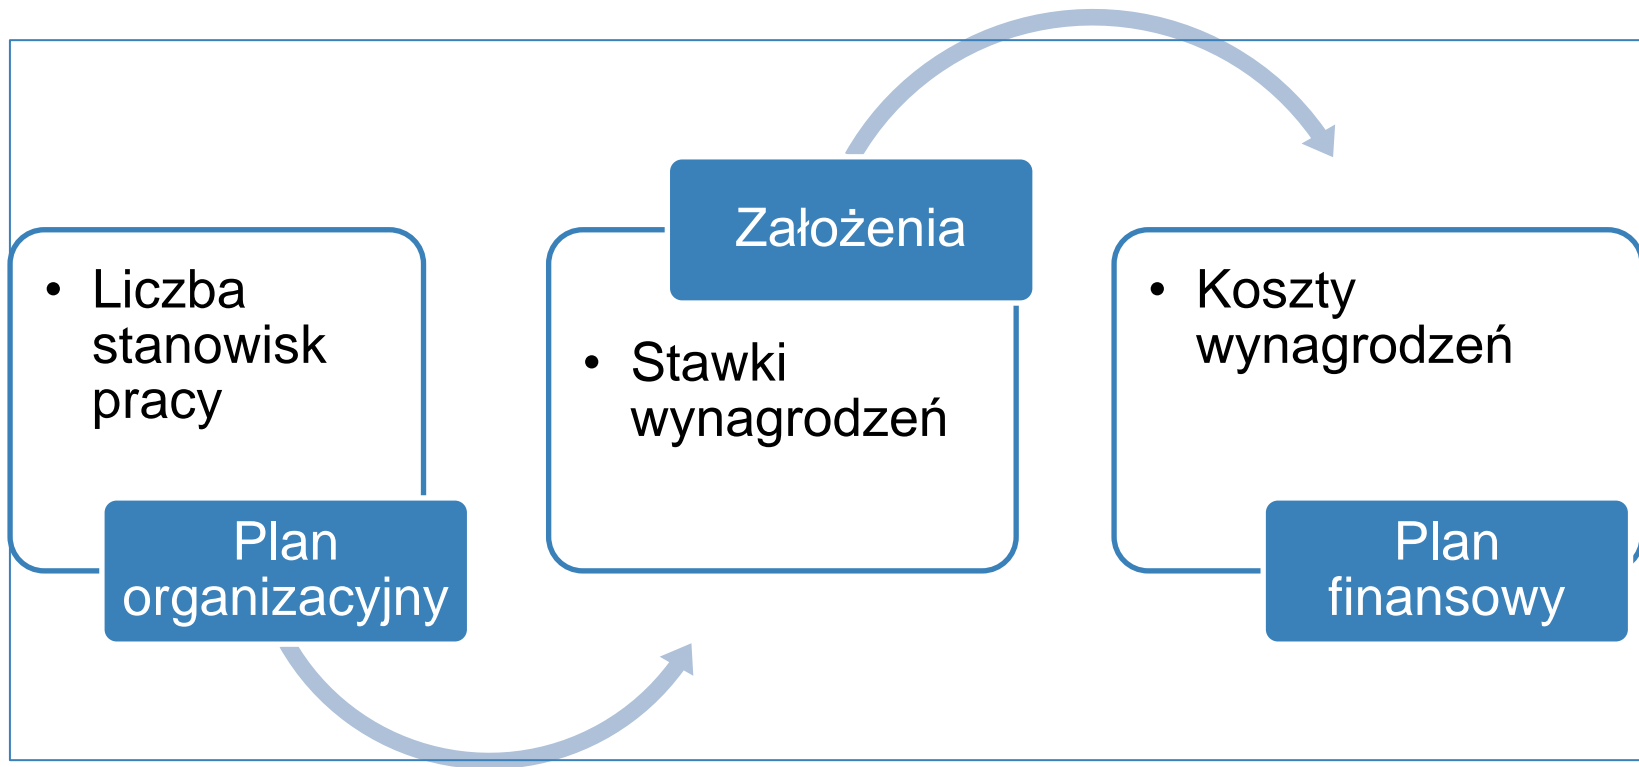 • Liczba
stanowisk
pracy
Plan
organizacyjny
Założenia
• Stawki
wynagrodzeń
• Koszty
wynagrodzeń
Plan
finansowy